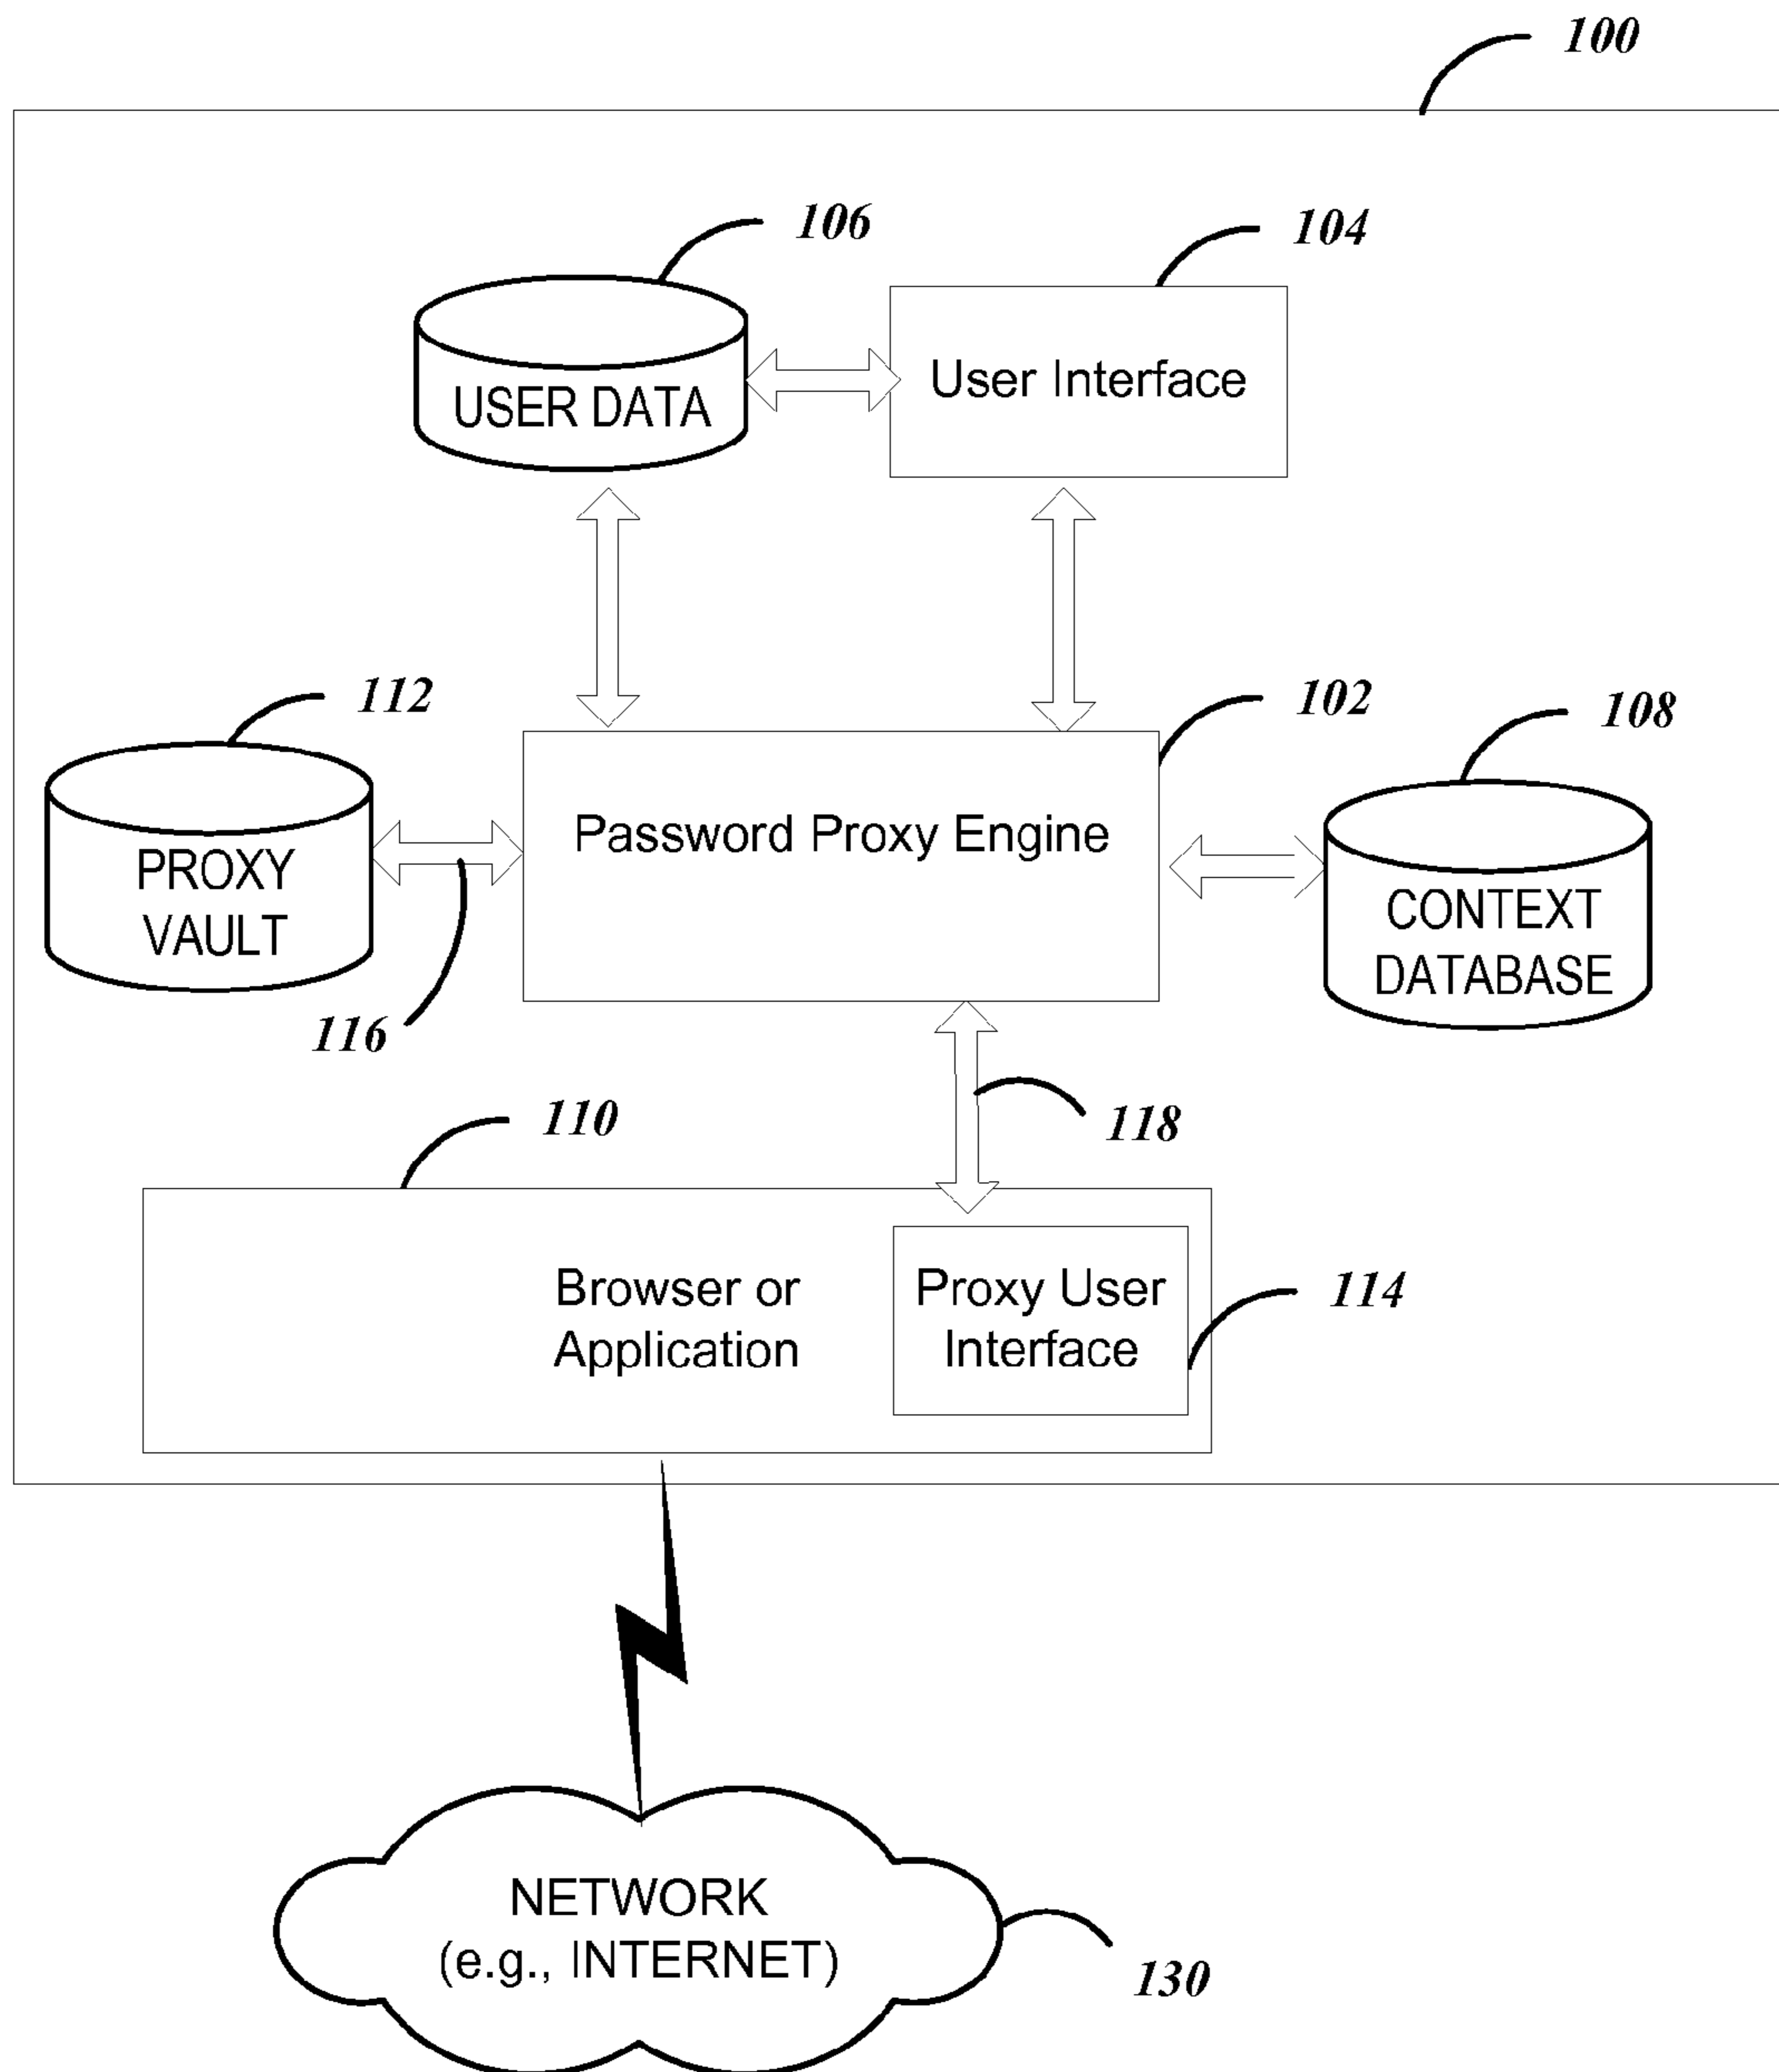 100
106
104
USER DATA
User Interface
112
102
108
PROXY
VAULT
Password Proxy Engine
CONTEXT
DATABASE
116
110
118
Browser or
Application
Proxy User
Interface
114
NETWORK
(e.g., INTERNET)
130